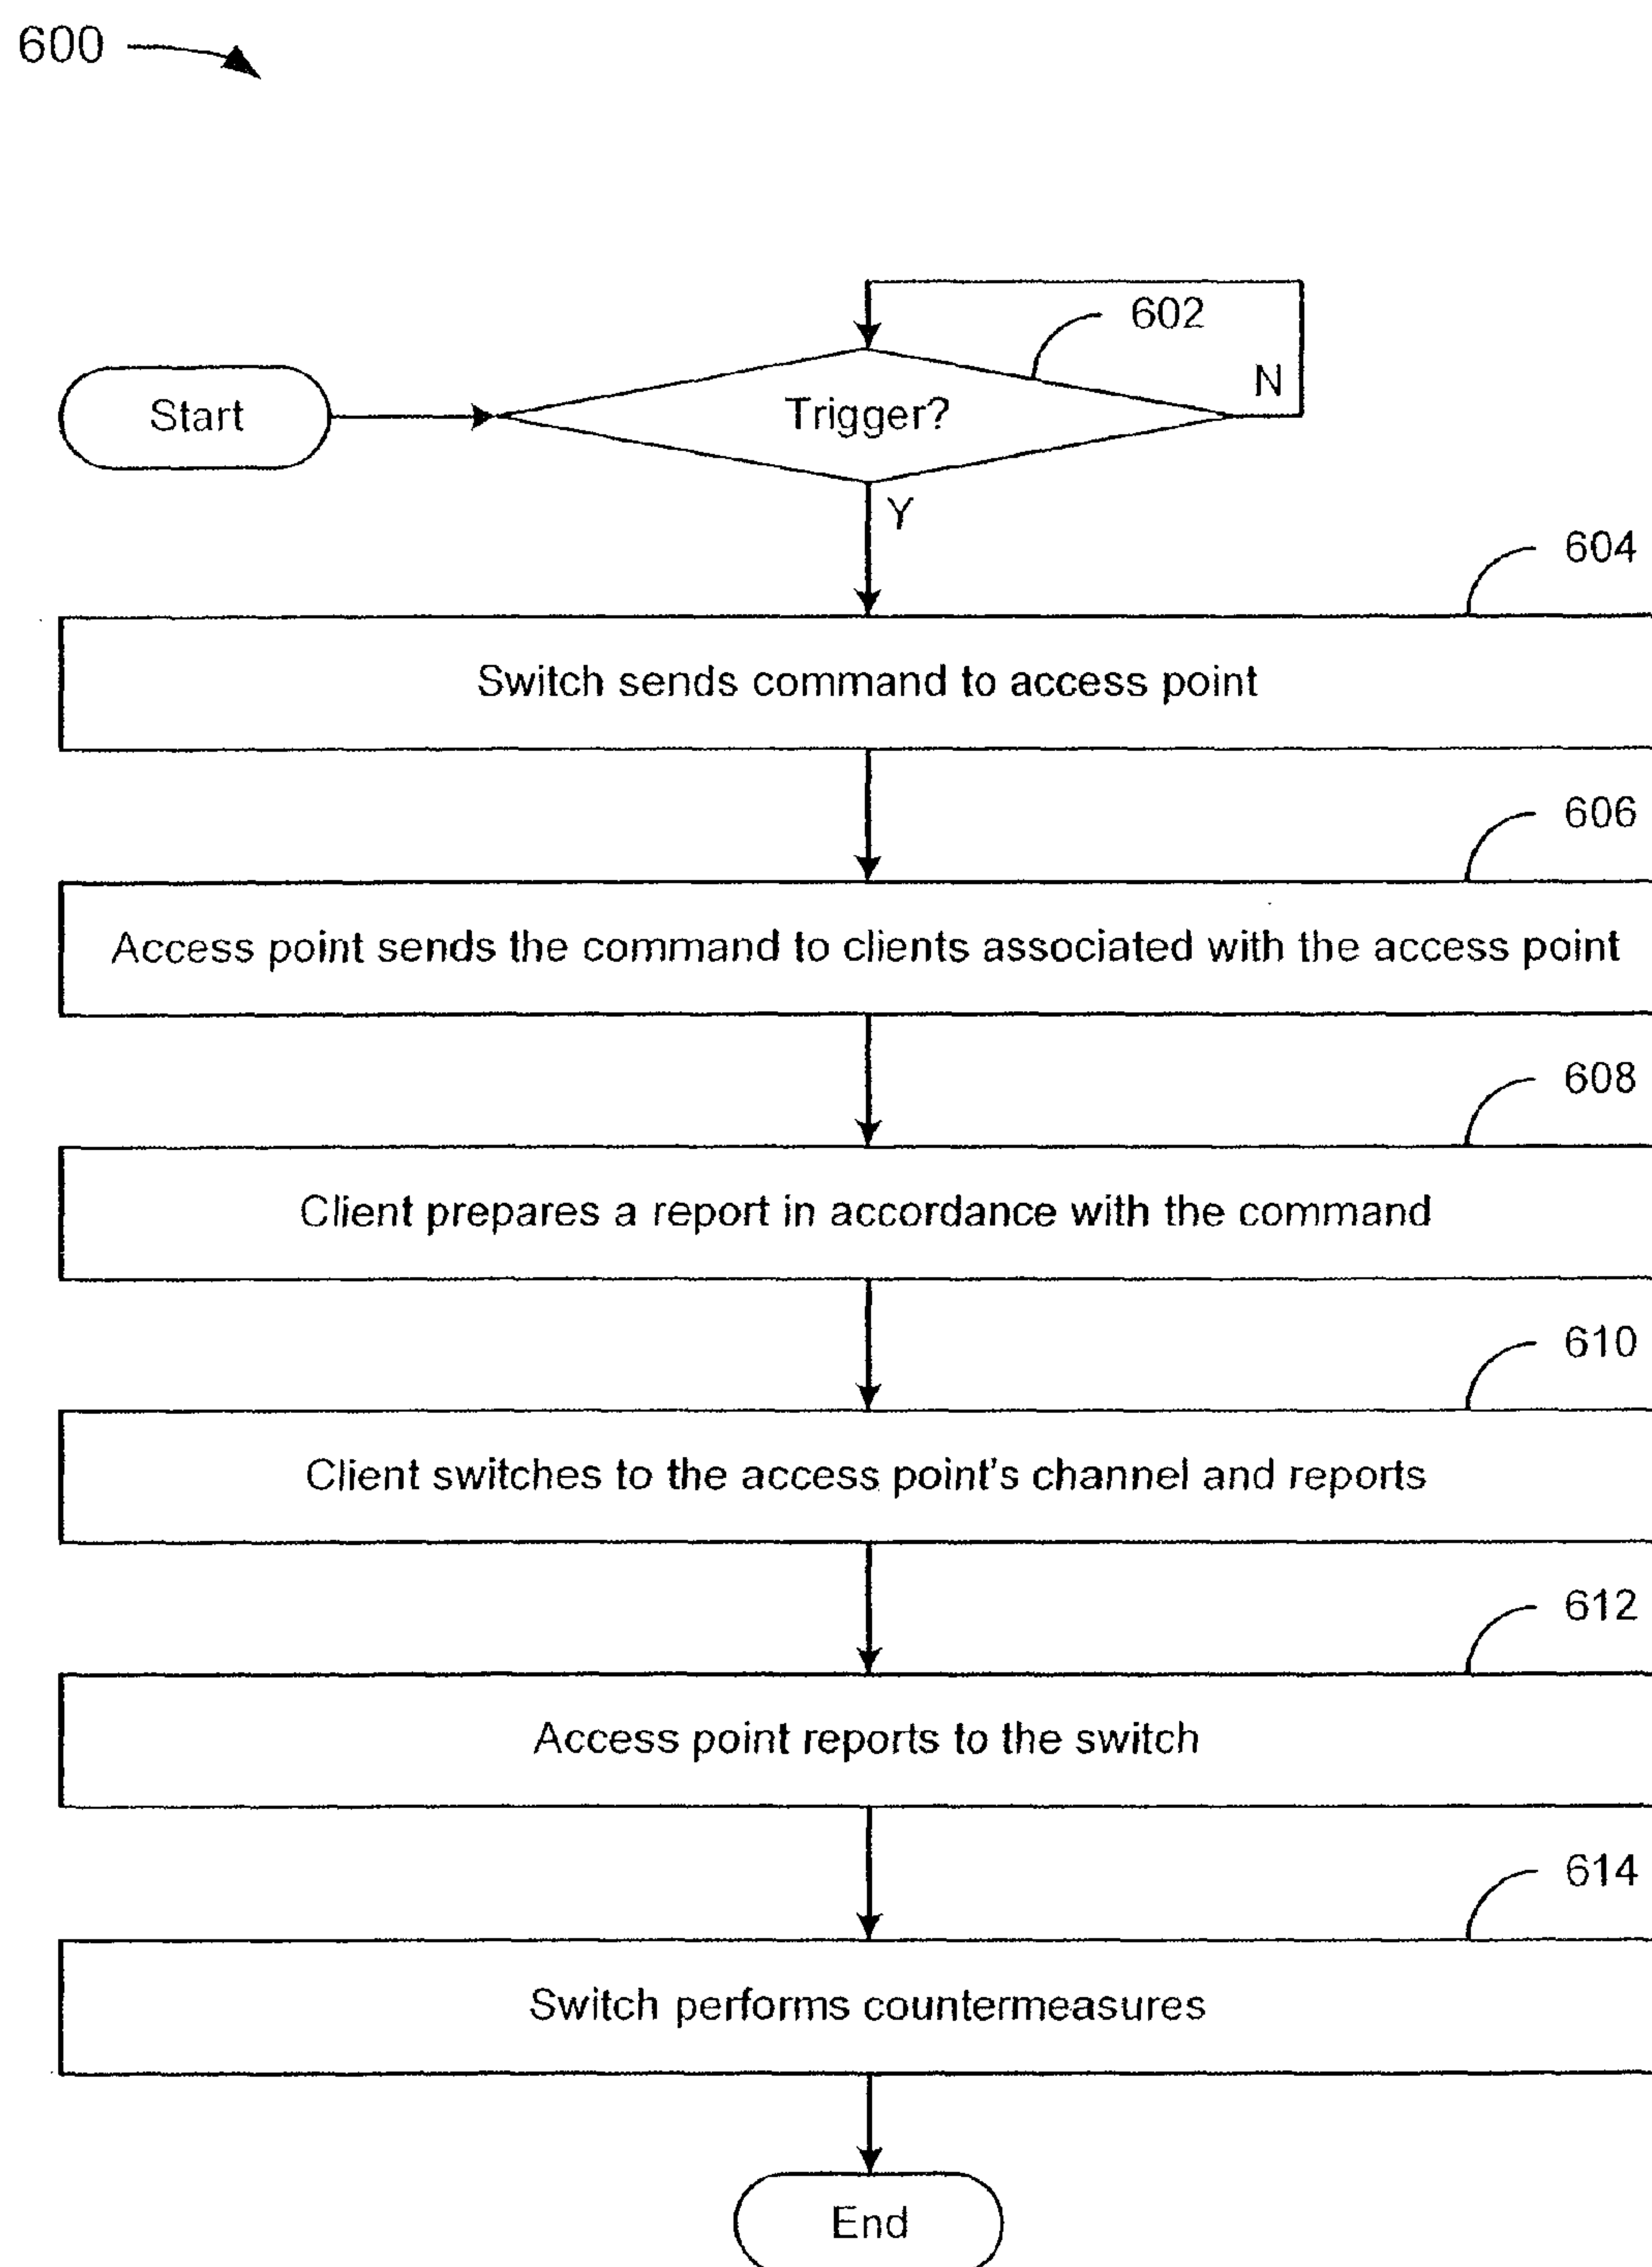 600
602
N
Start
Trigger?
Y
604
Switch sends command to access point
606
Access point sends the command to clients associated with the access point
608
Client prepares a report in accordance with the command
610
Client switches to the access point's channel and reports
612
Access point reports to the switch
614
Switch performs countermeasures
End